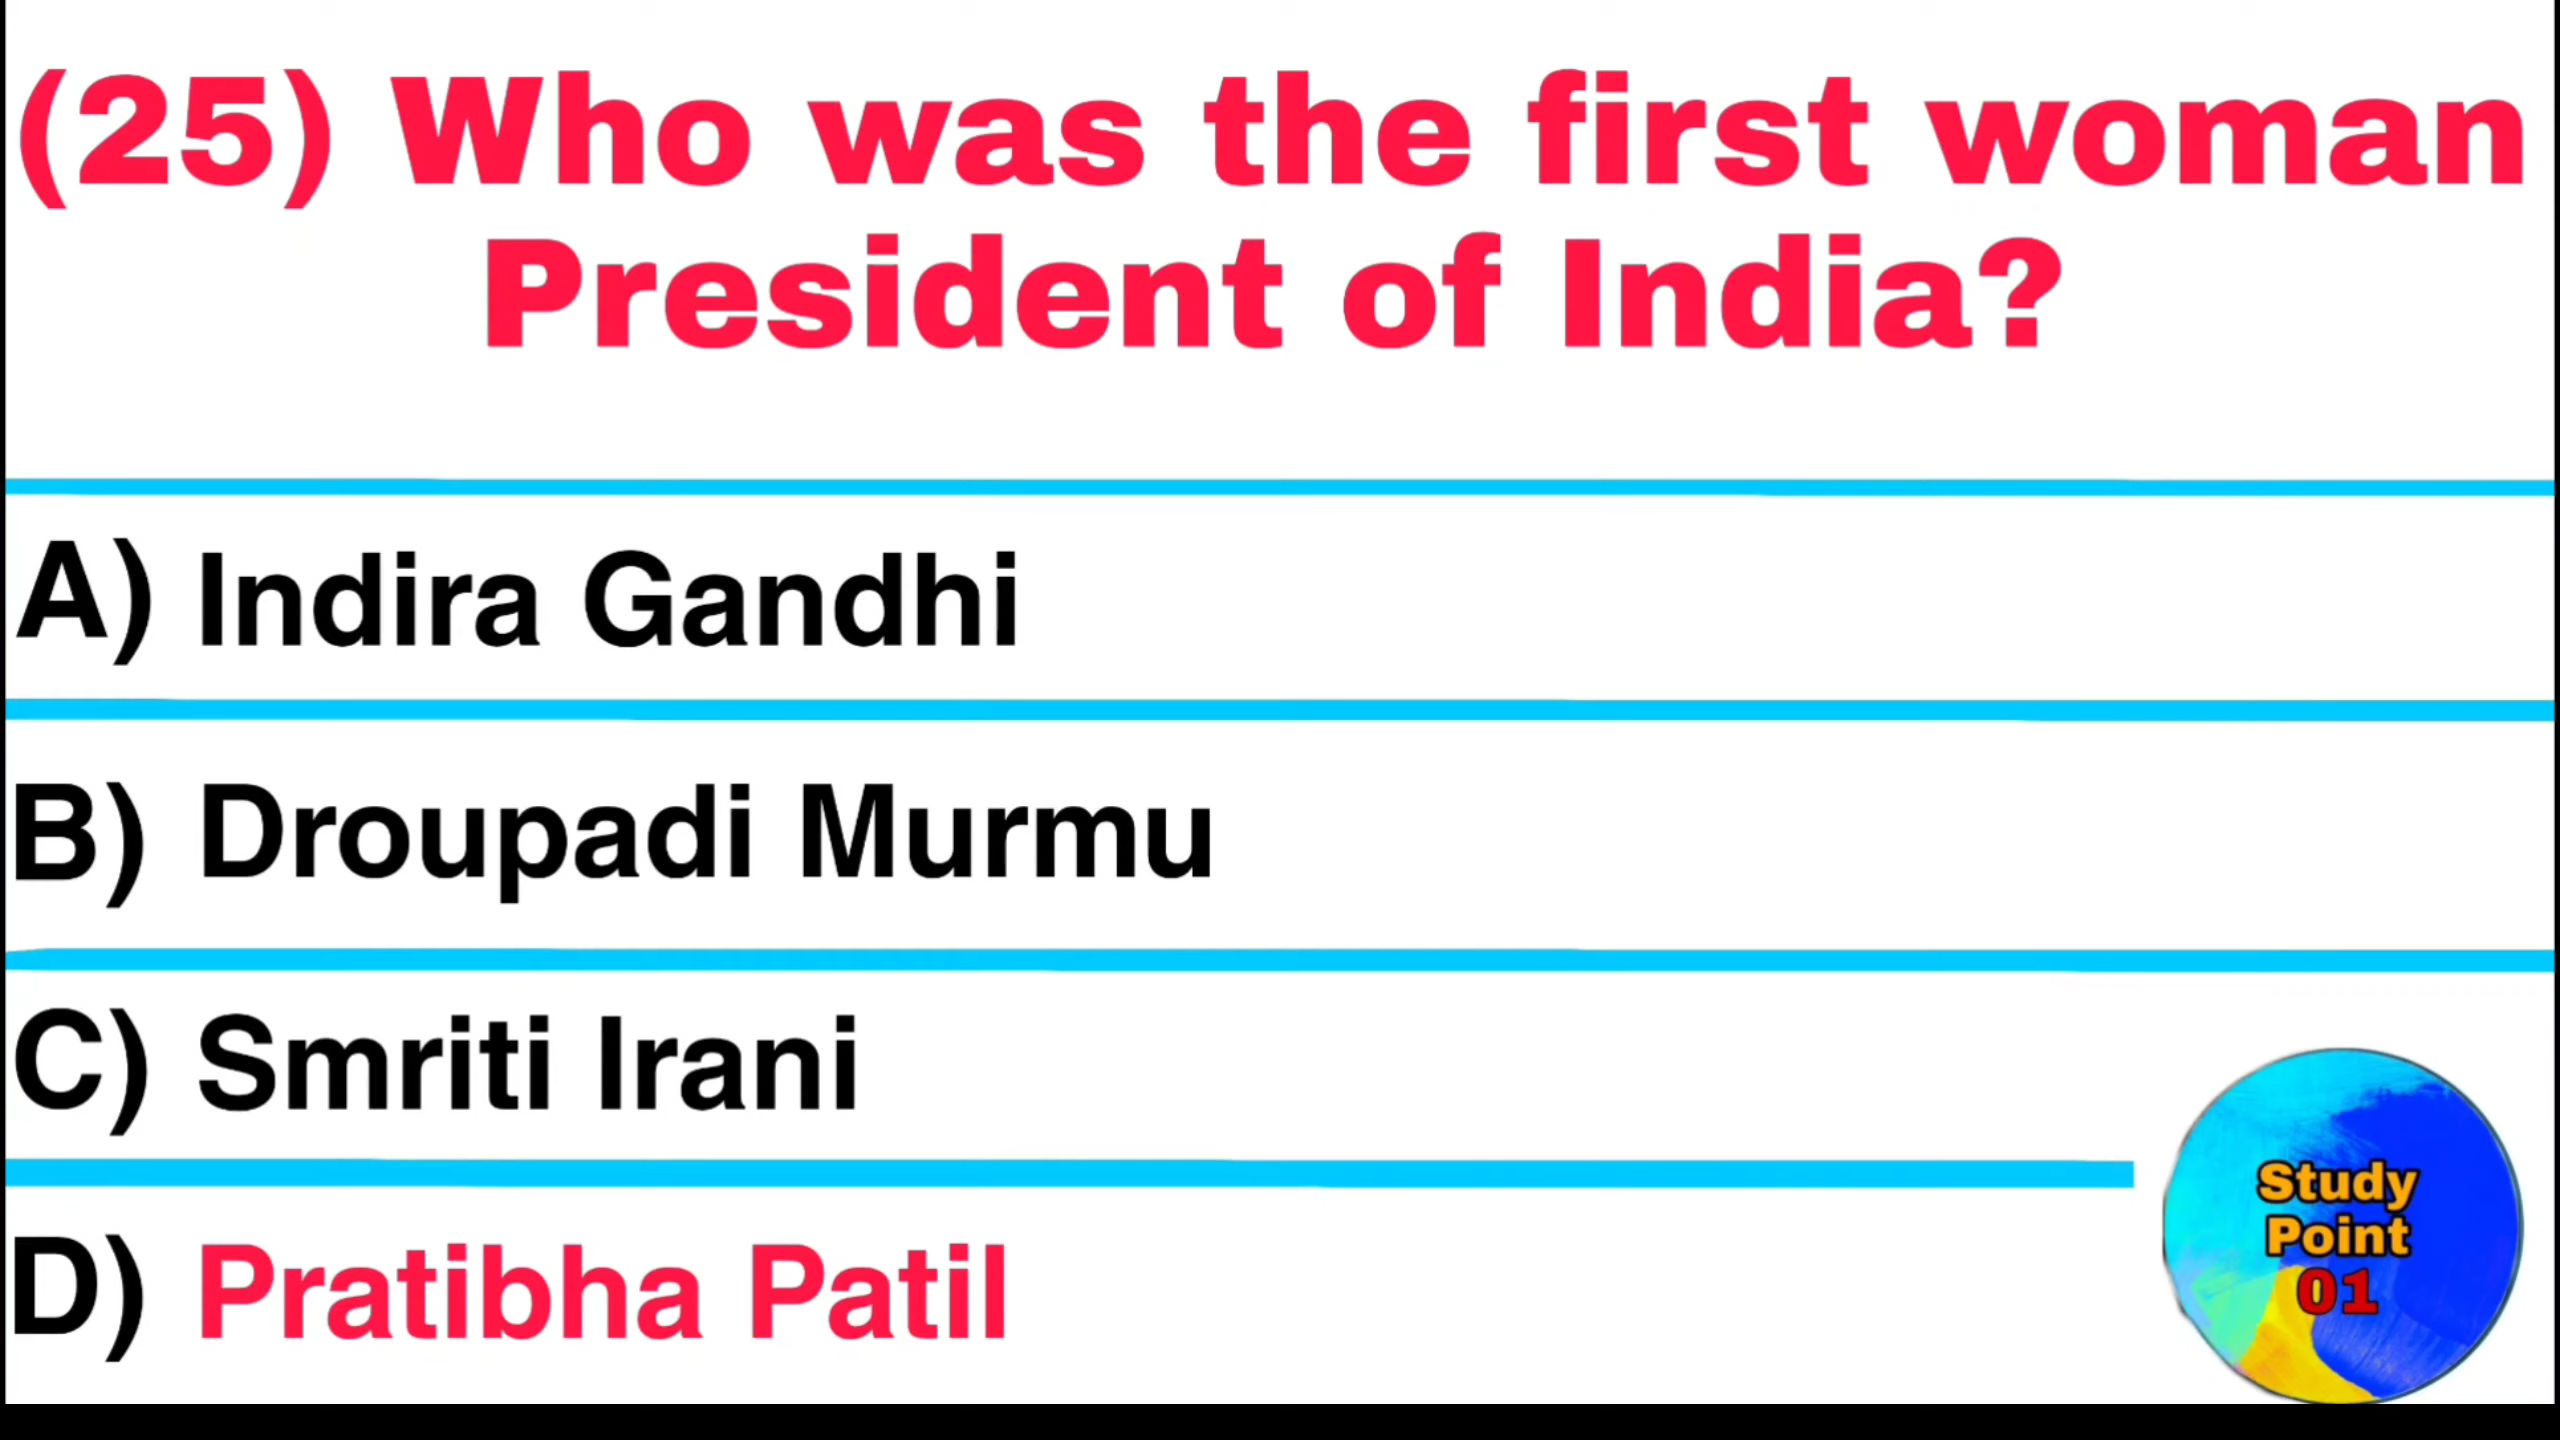 (25) Who was the first woman
President of India?
A) Indira Gandhi
B) Droupadi Murmu
C) Smriti Irani
D) Pratibha Patil
Study
Point
01